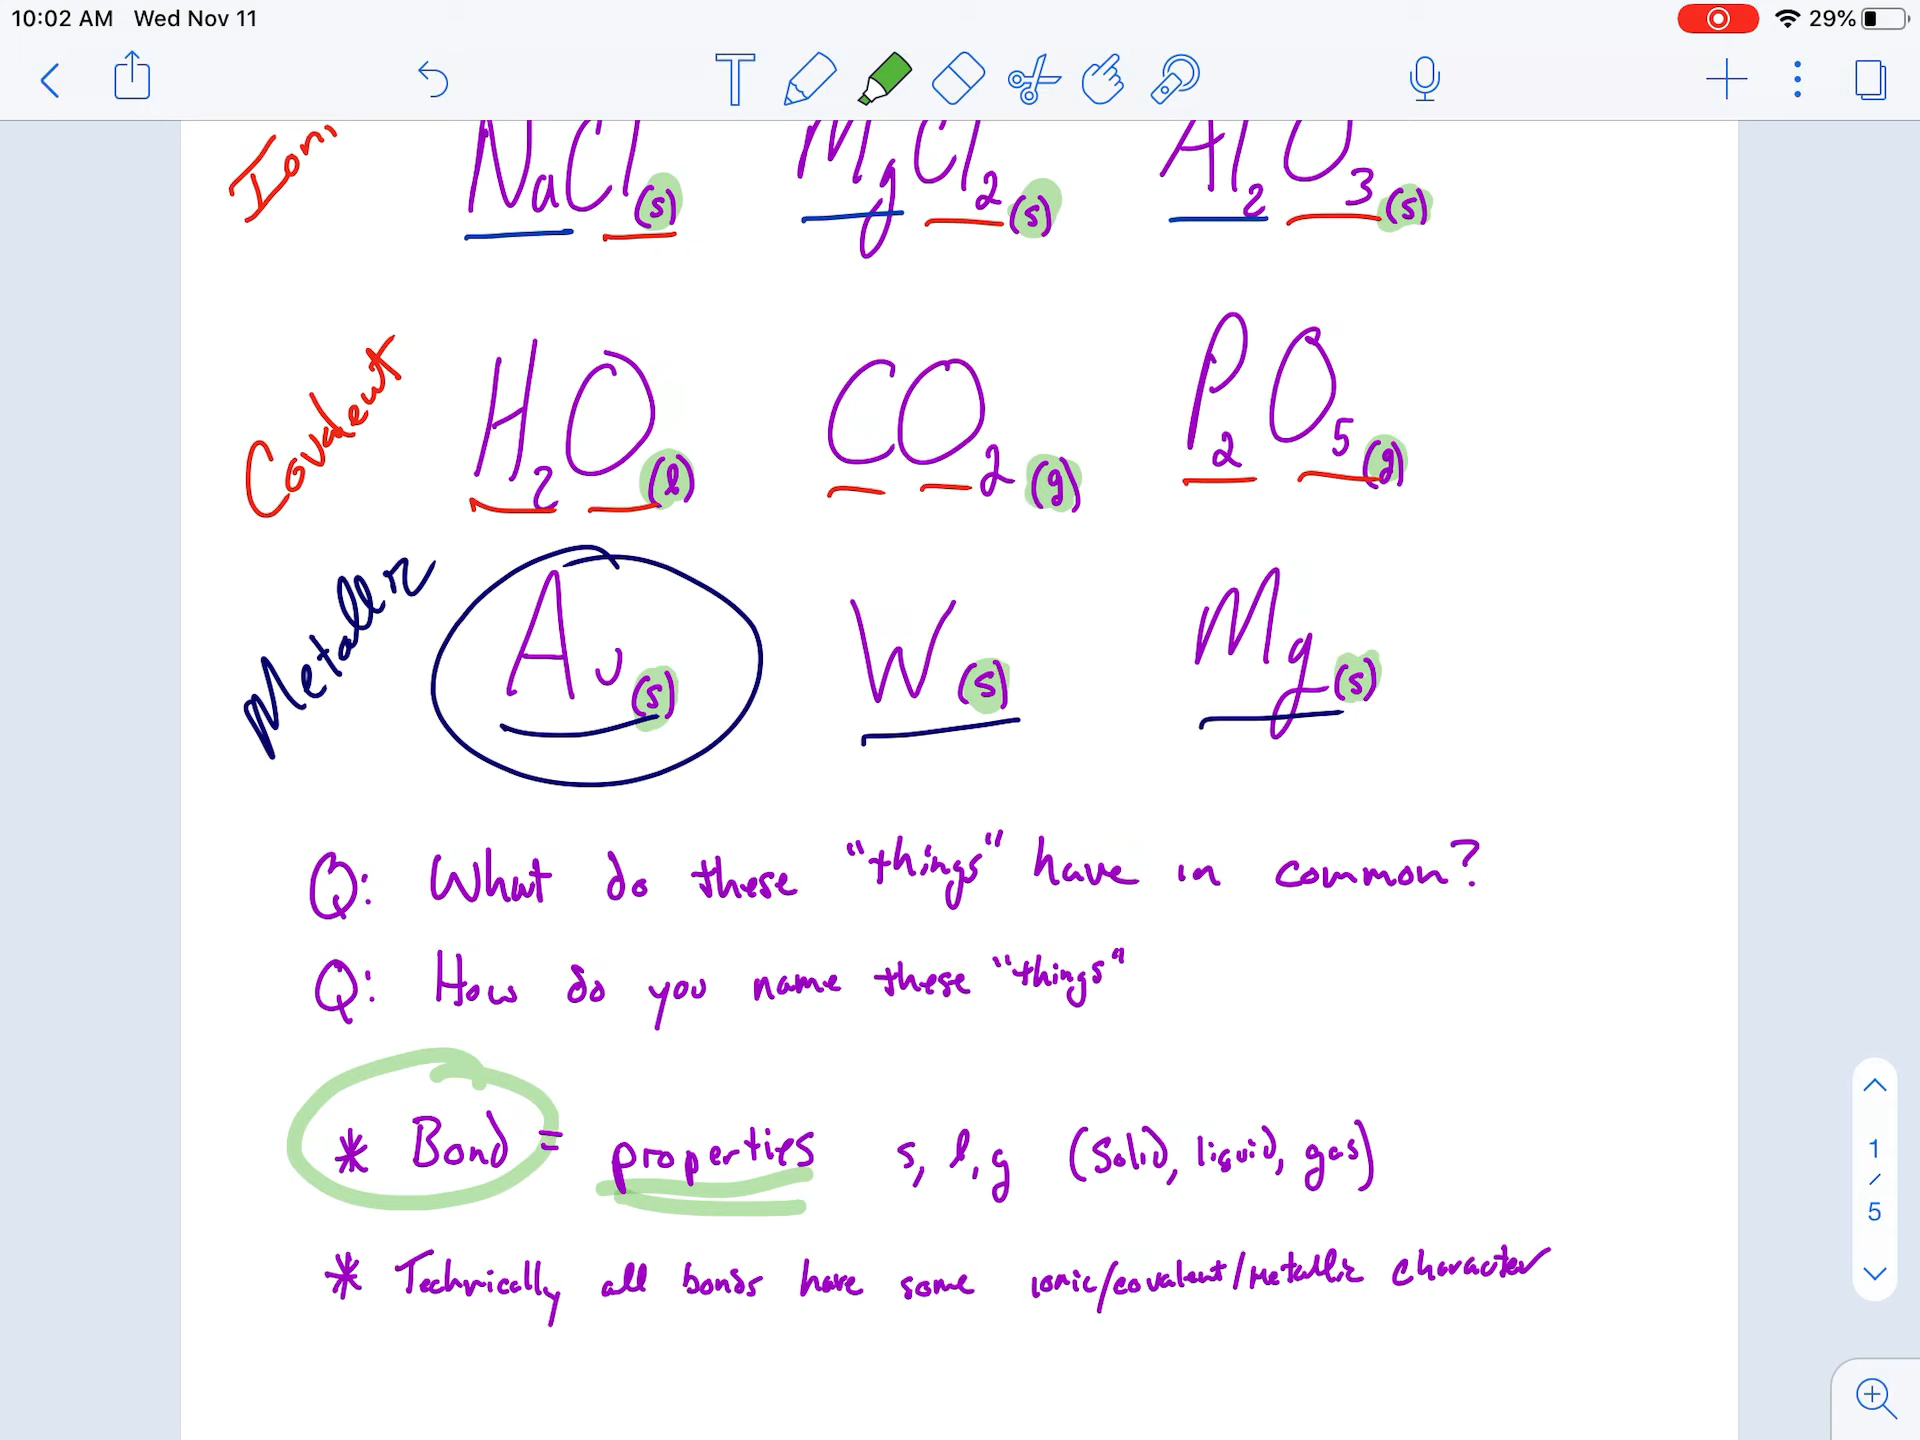 10:02 AM Wed Nov 11 29%
T
Ioni
NaCl(s) MgCl2(s) Al2O3(s)
Covalent H2O(l) CO2(g) P2O5(g)
Metallic Au(s) W(s) Mg(s)
Q: What do these "things" have in common?
Q: How do you name these "things"
* Bond = properties s, l, g (Solid, liquid, gas)
* Technically all bonds have some ionic/covalent/metallic character
1
/
5